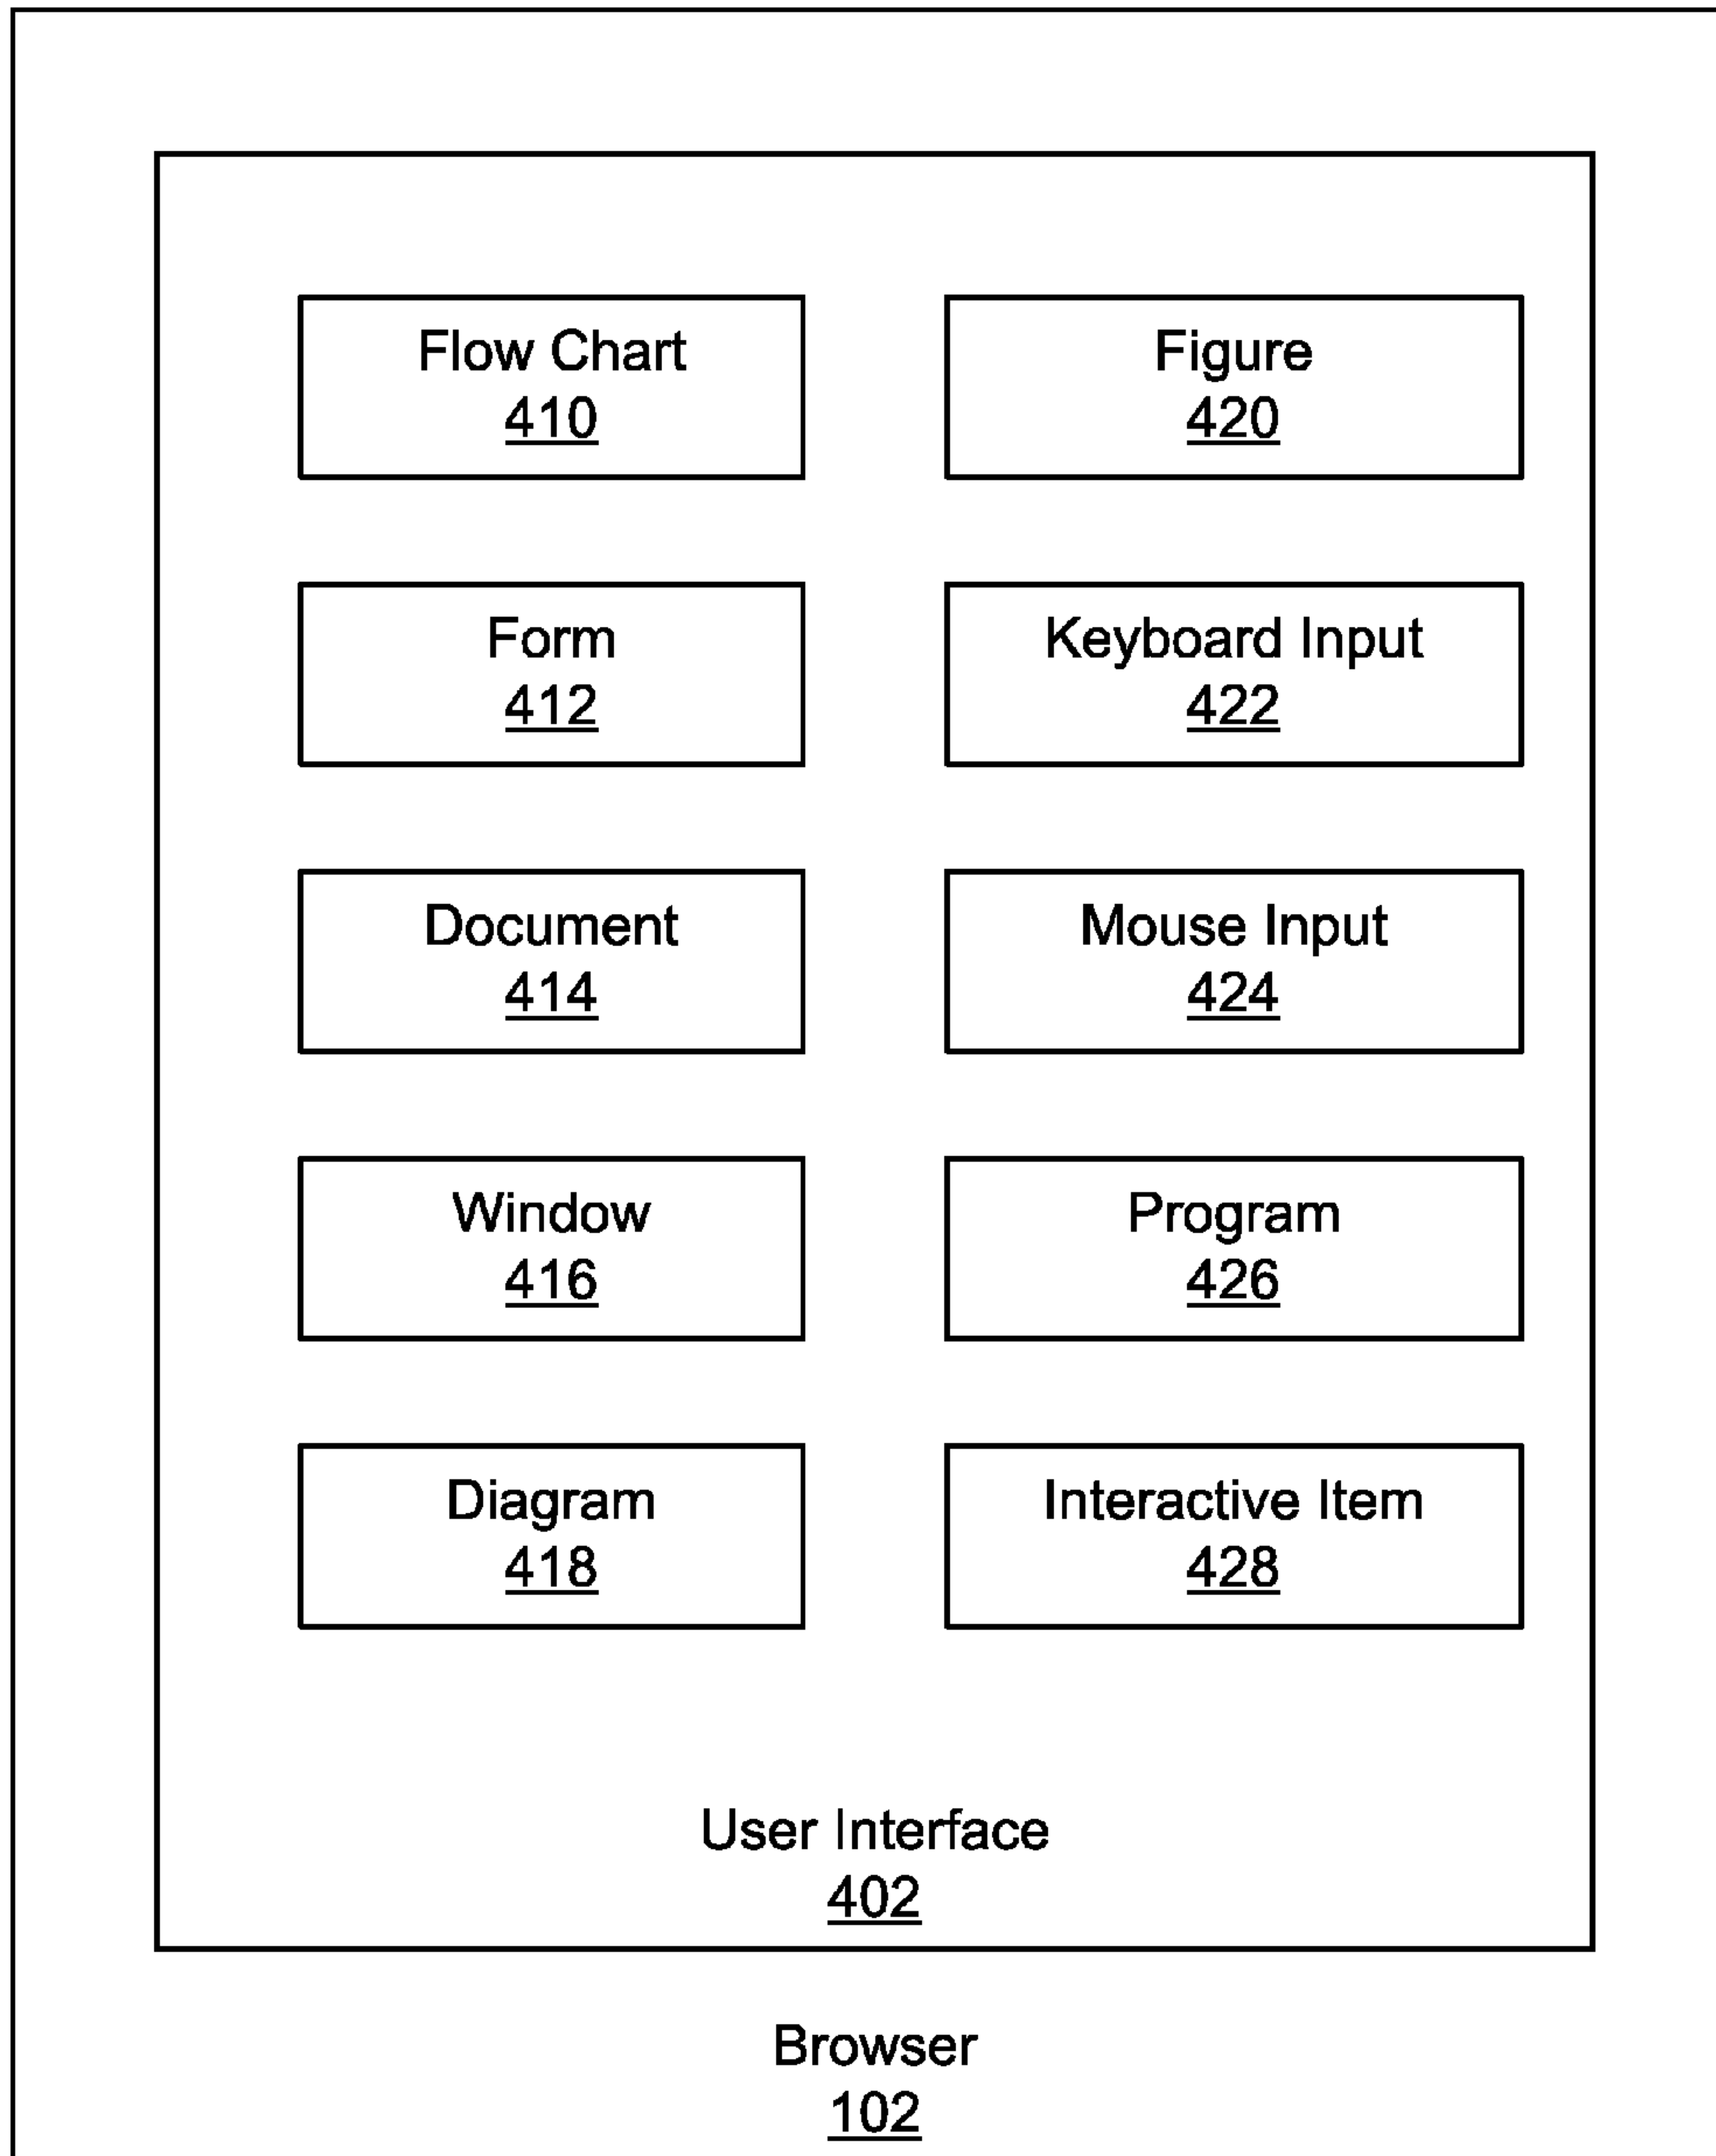 Flow Chart
410
Figure
420
Form
412
Keyboard Input
422
Document
414
Mouse Input
424
Window
416
Program
426
Diagram
418
Interactive Item
428
User Interface
402
Browser
102